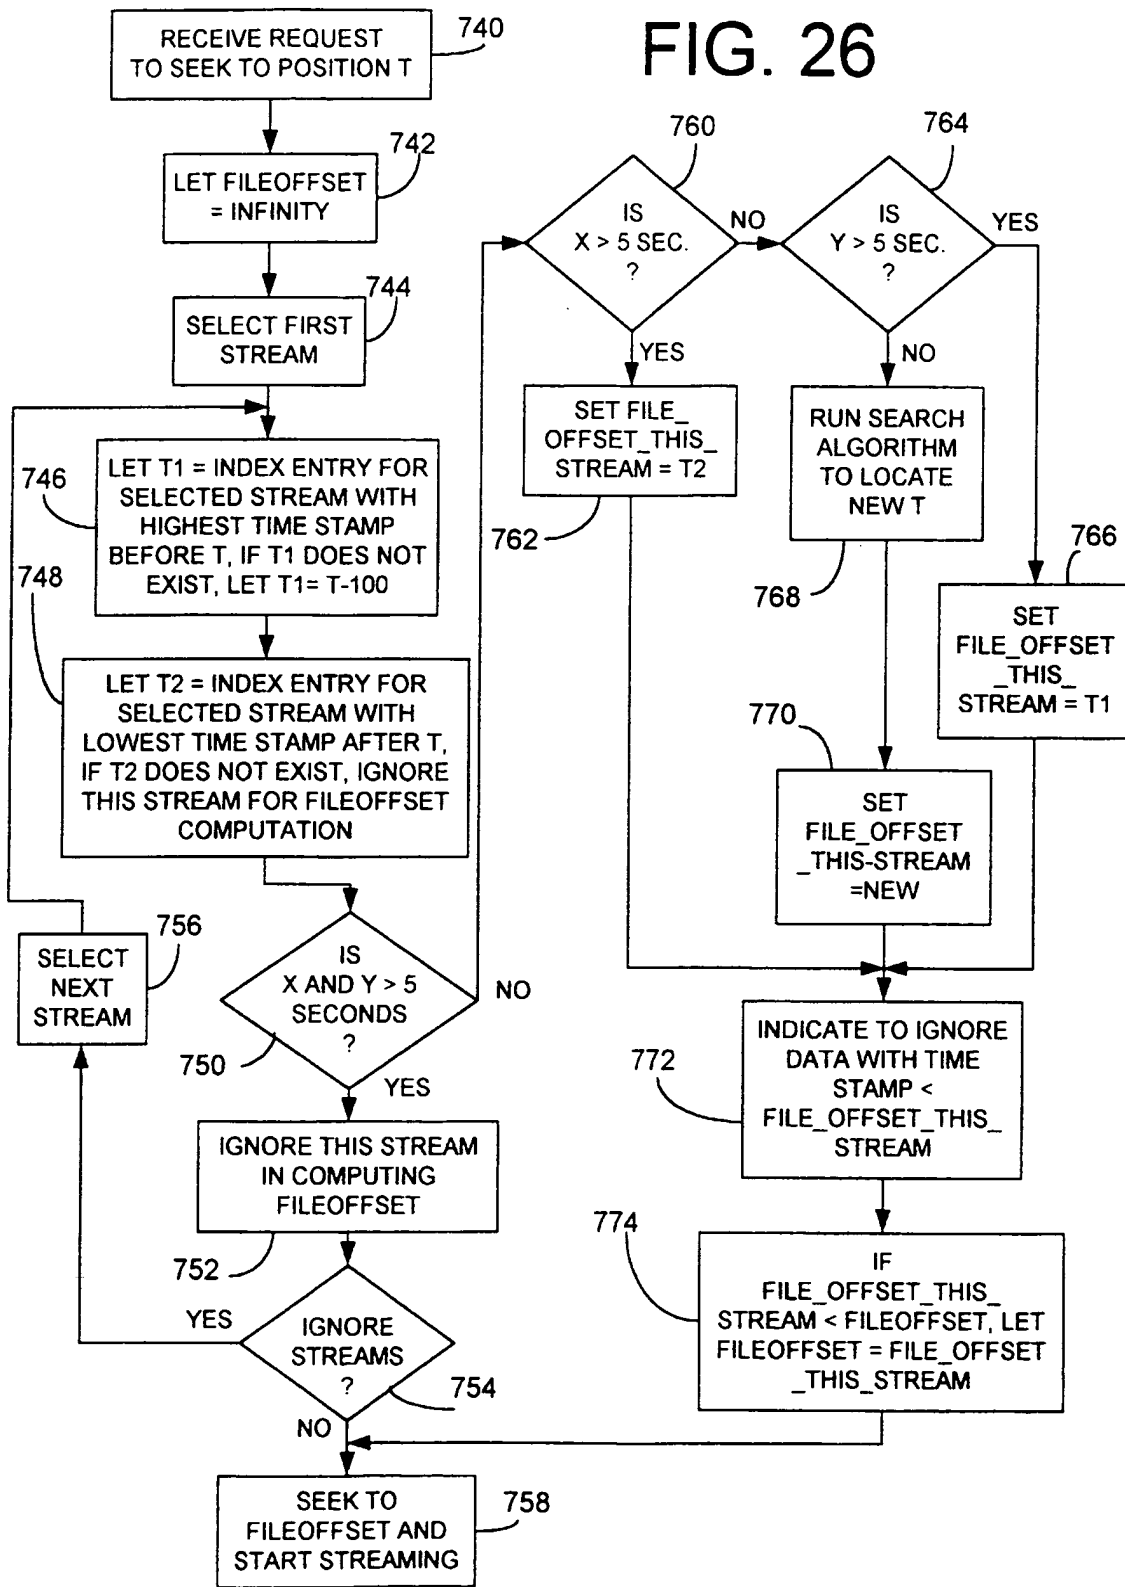 FIG. 26
740
RECEIVE REQUEST
TO SEEK TO POSITION T
742
LET FILEOFFSET
= INFINITY
744
SELECT FIRST
STREAM
746
LET T1 = INDEX ENTRY FOR
SELECTED STREAM WITH
HIGHEST TIME STAMP
BEFORE T, IF T1 DOES NOT
EXIST, LET T1= T-100
748
LET T2 = INDEX ENTRY FOR
SELECTED STREAM WITH
LOWEST TIME STAMP AFTER T,
IF T2 DOES NOT EXIST, IGNORE
THIS STREAM FOR FILEOFFSET
COMPUTATION
756
SELECT
NEXT
STREAM
IS
X AND Y > 5
SECONDS
?
750
NO
YES
IGNORE THIS STREAM
IN COMPUTING
FILEOFFSET
752
YES
IGNORE
STREAMS
?
754
NO
SEEK TO
FILEOFFSET AND
START STREAMING
758
760
IS
X > 5 SEC.
?
NO
YES
SET FILE_
OFFSET_THIS_
STREAM = T2
762
764
IS
Y > 5 SEC.
?
YES
NO
RUN SEARCH
ALGORITHM
TO LOCATE
NEW T
768
766
SET
FILE_OFFSET
_THIS_
STREAM = T1
770
SET
FILE_OFFSET
_THIS-STREAM
=NEW
772
INDICATE TO IGNORE
DATA WITH TIME
STAMP <
FILE_OFFSET_THIS_
STREAM
774
IF
FILE_OFFSET_THIS_
STREAM < FILEOFFSET, LET
FILEOFFSET = FILE_OFFSET
_THIS_STREAM